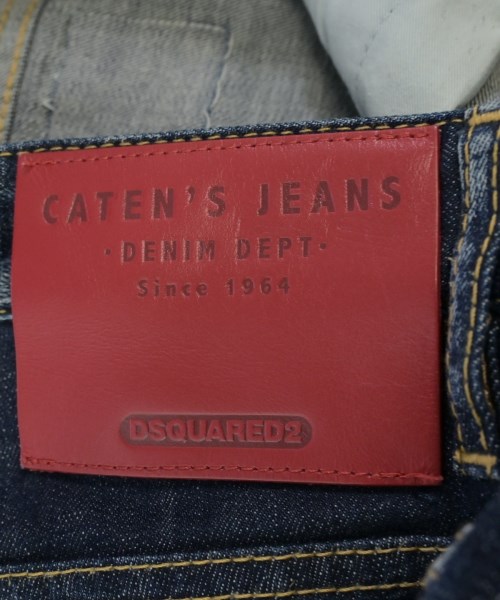 CATEN'S JEANS
·DENIM DEPT·
Since 1964
DSQUARED2